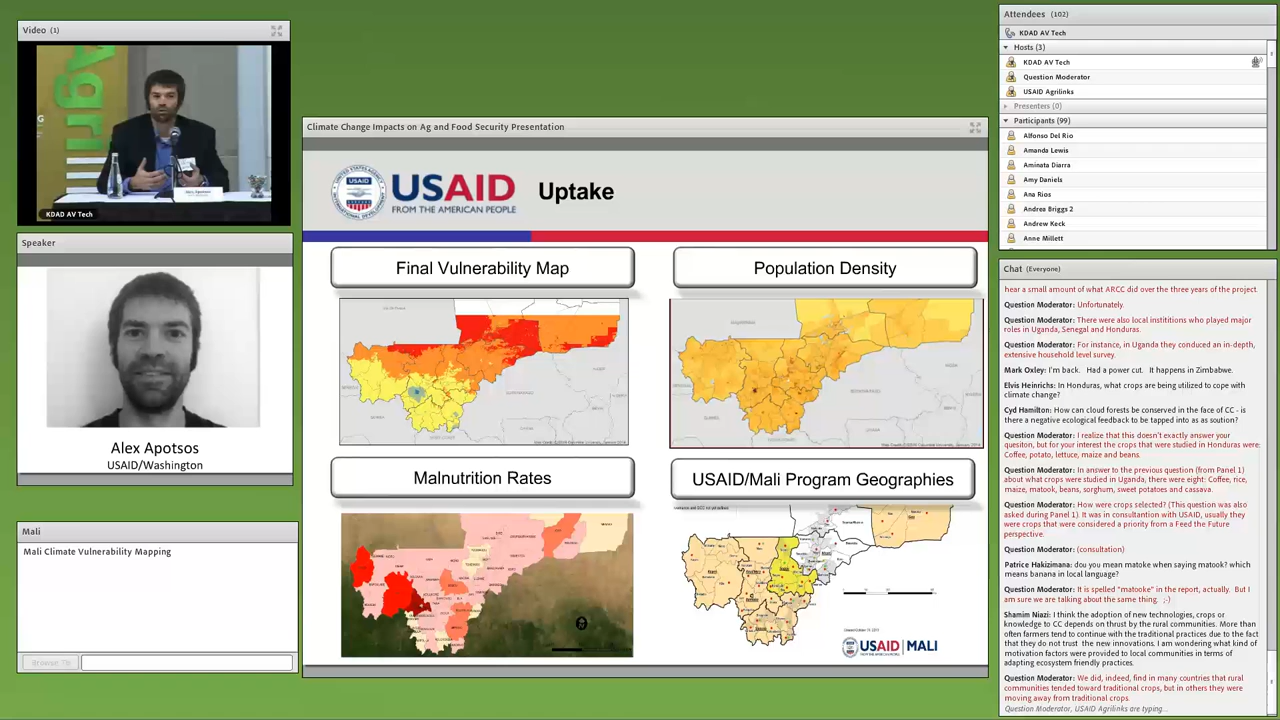 Video (1)
Agri
KDAD AV Tech
Speaker
Alex Apotsos
USAID/Washington
Mali
Mali Climate Vulnerability Mapping
Browse To
Climate Change Impacts on Ag and Food Security Presentation
USAID
FROM THE AMERICAN PEOPLE
Uptake
Final Vulnerability Map
Population Density
Malnutrition Rates
USAID/Mali Program Geographies
USAID | MALI
Attendees (102)
KDAD AV Tech
Hosts (3)
KDAD AV Tech
Question Moderator
USAID Agrilinks
Presenters (0)
Participants (99)
Alfonso Del Rio
Amanda Lewis
Aminata Diarra
Amy Daniels
Ana Rios
Andrea Briggs 2
Andrew Keck
Anne Millett
Chat (Everyone)
hear a small amount of what ARCC did over the three years of the project.
Question Moderator: Unfortunately.
Question Moderator: There were also local instititions who played major
roles in Uganda, Senegal and Honduras.
Question Moderator: For instance, in Uganda they conduced an in-depth,
extensive household level survey.
Mark Oxley: I'm back. Had a power cut. It happens in Zimbabwe.
Elvis Heinrichs: In Honduras, what crops are being utilized to cope with
climate change?
Cyd Hamilton: How can cloud forests be conserved in the face of CC - is
there a negative ecological feedback to be tapped into as as soution?
Question Moderator: I realize that this doesn't exactly answer your
quesiton, but for your interest the crops that were studied in Honduras were:
Coffee, potato, lettuce, maize and beans.
Question Moderator: In answer to the previous question (from Panel 1)
about what crops were studied in Uganda, there were eight: Coffee, rice,
maize, matook, beans, sorghum, sweet potatoes and cassava.
Question Moderator: How were crops selected? (This question was also
asked during Panel 1). It was in consultamtion with USAID, usually they
were crops that were considered a priority from a Feed the Future
perspective.
Question Moderator: (consultation)
Patrice Hakizimana: dou you mean matoke when saying matook? which
means banana in local language?
Question Moderator: It is spelled "matooke" in the report, actually. But I
am sure we are talking about the same thing. ;-)
Shamim Niazi: I think the adoption of new technologies, crops or
knowledge to CC depends on thrust by the rural communities. More than
often farmers tend to continue with the traditional practices due to the fact
that they do not trust the new innovations. I am wondering what kind of
motivation factors were provided to local communities in terms of
adapting ecosystem friendly practices.
Question Moderator: We did, indeed, find in many countries that rural
communities tended toward traditional crops, but in others they were
moving away from traditional crops.
Question Moderator, USAID Agrilinks are typing...